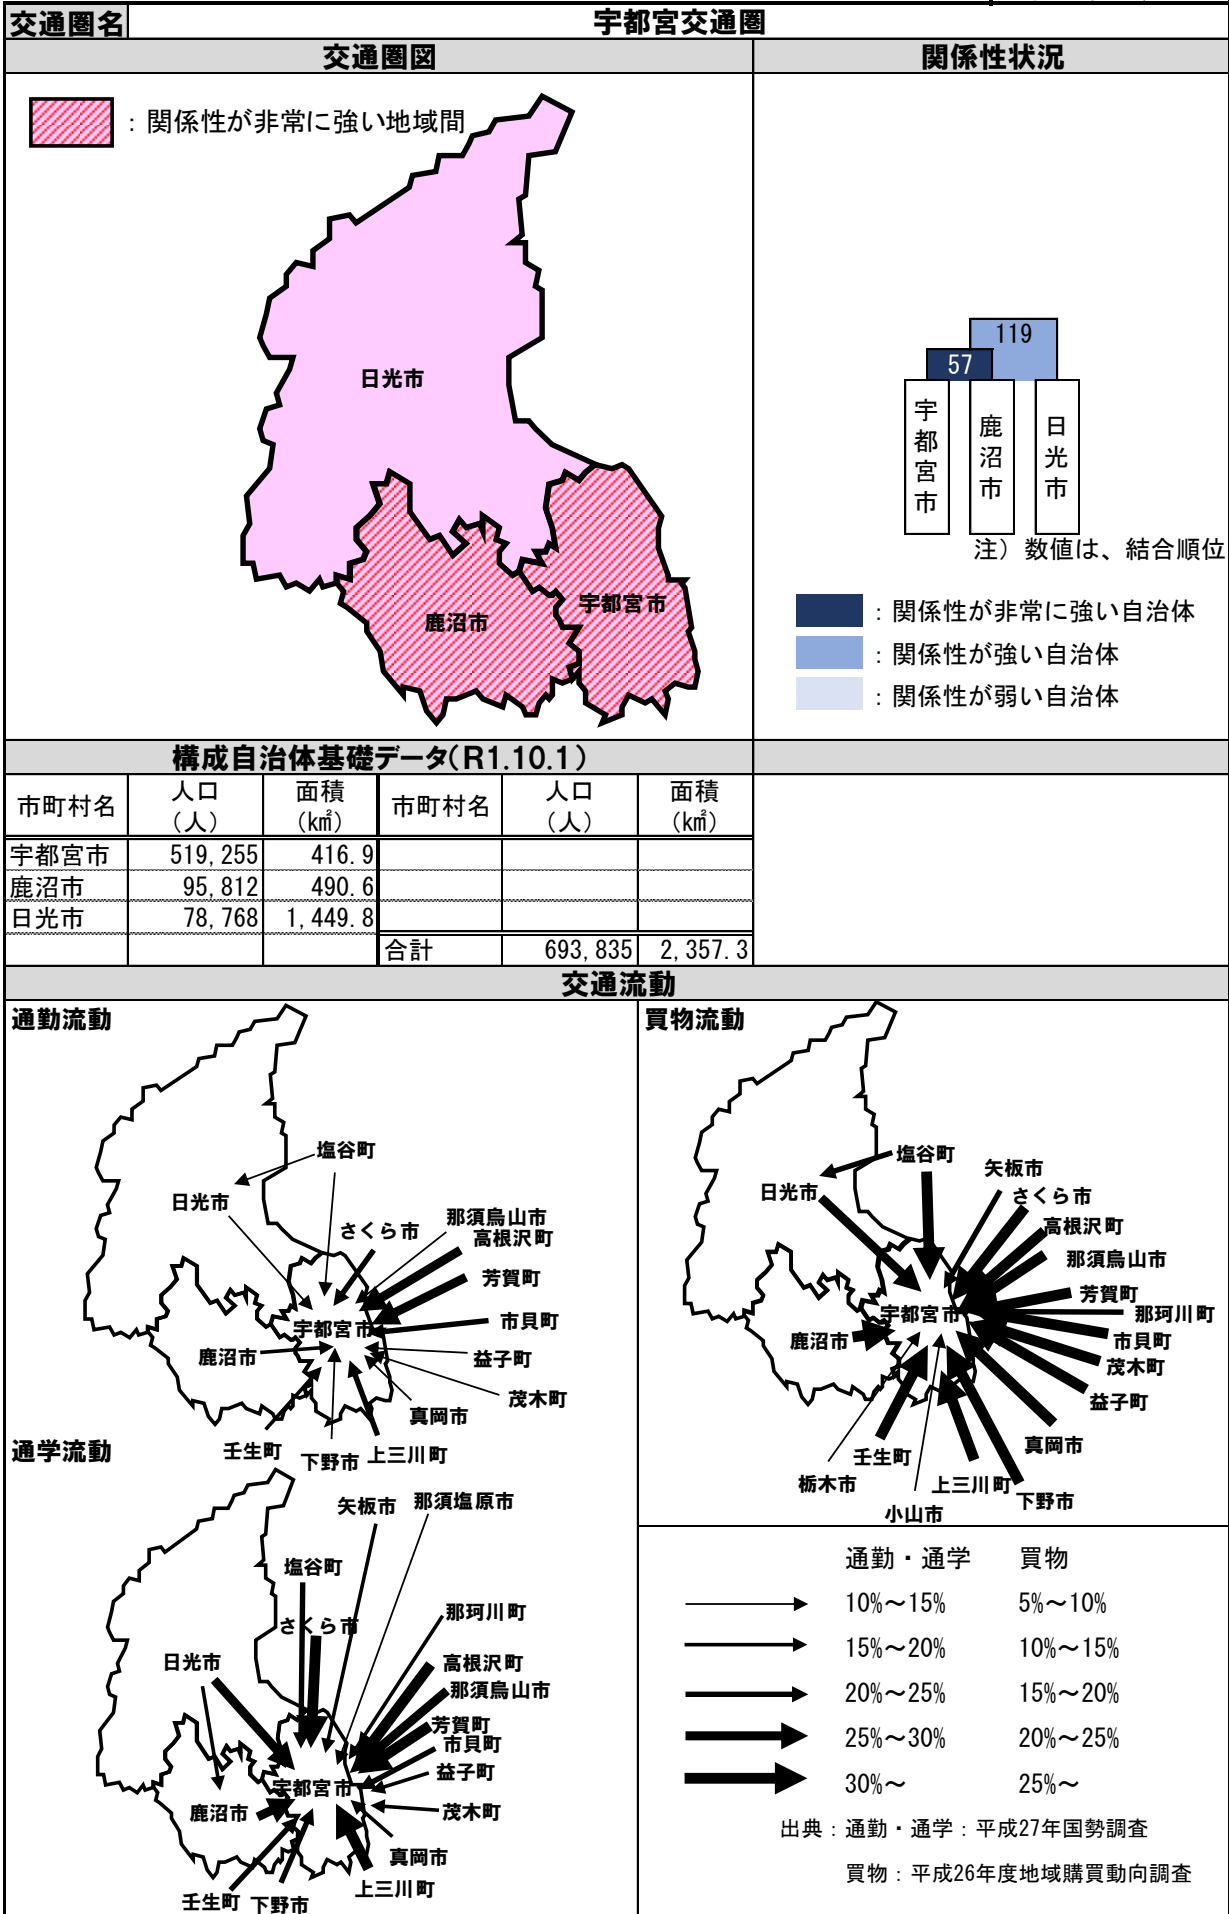 交通圏名 宇都宮交通圏
交通圏図 関係性状況
：関係性が非常に強い地域間
日光市
鹿沼市
宇都宮市
119
57
宇都宮市
鹿沼市
日光市
注）数値は、結合順位
：関係性が非常に強い自治体
：関係性が強い自治体
：関係性が弱い自治体
構成自治体基礎データ(R1.10.1)
市町村名 人口（人） 面積（k㎡） 市町村名 人口（人） 面積（k㎡）
宇都宮市 519,255 416.9
鹿沼市 95,812 490.6
日光市 78,768 1,449.8
合計 693,835 2,357.3
交通流動
通勤流動
塩谷町
日光市
さくら市
那須烏山市
高根沢町
芳賀町
市貝町
宇都宮市
鹿沼市
益子町
茂木町
真岡市
壬生町
下野市
上三川町
買物流動
塩谷町
矢板市
日光市
さくら市
高根沢町
那須烏山市
芳賀町
那珂川町
宇都宮市
市貝町
鹿沼市
茂木町
益子町
真岡市
壬生町
栃木市
上三川町
下野市
小山市
通学流動
矢板市
那須塩原市
塩谷町
さくら市
那珂川町
日光市
高根沢町
那須烏山市
芳賀町
市貝町
益子町
宇都宮市
鹿沼市
茂木町
真岡市
上三川町
壬生町
下野市
通勤・通学 買物
10%～15% 5%～10%
15%～20% 10%～15%
20%～25% 15%～20%
25%～30% 20%～25%
30%～ 25%～
出典：通勤・通学：平成27年国勢調査
買物：平成26年度地域購買動向調査